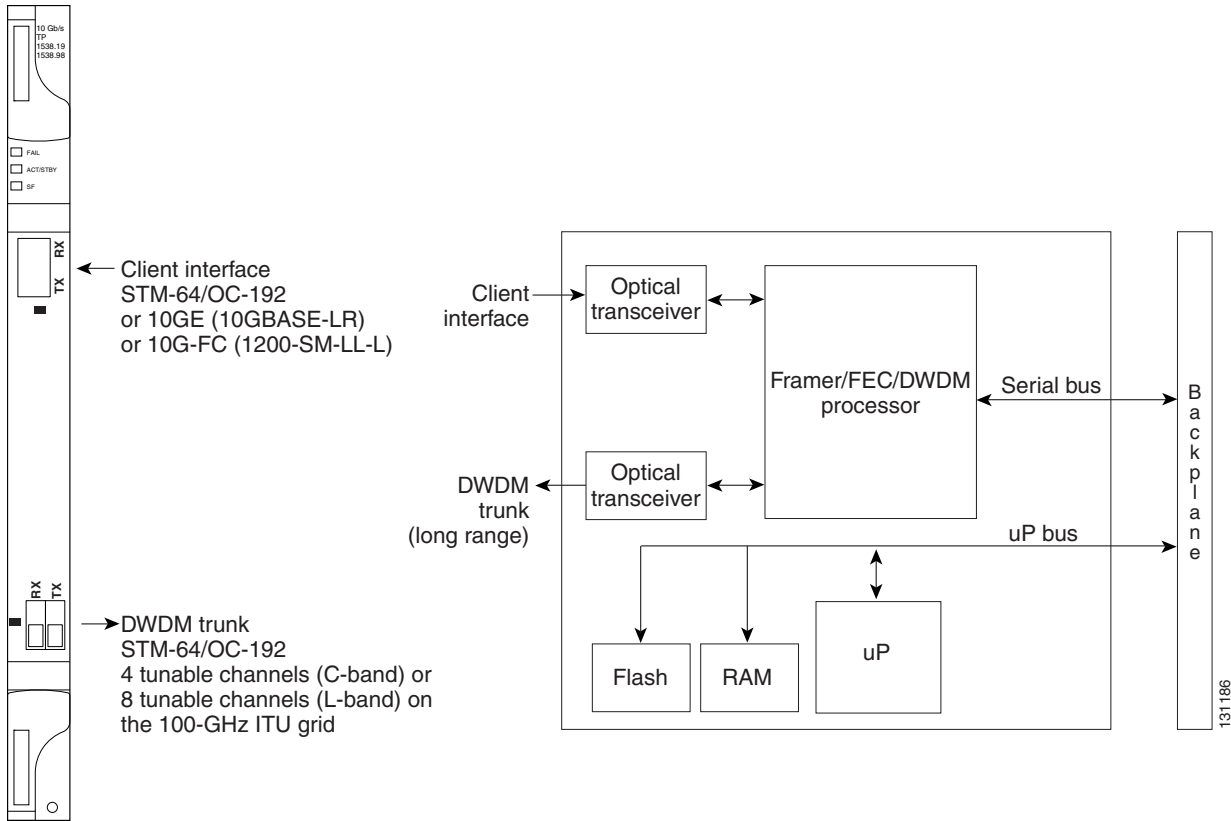 10 Gb/s
TP
1538.19
1538.98
FAIL
ACT/STBY
SF
RX
TX
Client interface
STM-64/OC-192
or 10GE (10GBASE-LR)
or 10G-FC (1200-SM-LL-L)
RX
TX
DWDM trunk
STM-64/OC-192
4 tunable channels (C-band) or
8 tunable channels (L-band) on
the 100-GHz ITU grid
Client
interface
Optical
transceiver
Framer/FEC/DWDM
processor
Serial bus
DWDM
trunk
(long range)
Optical
transceiver
uP bus
Flash
RAM
uP
Backplane
131186